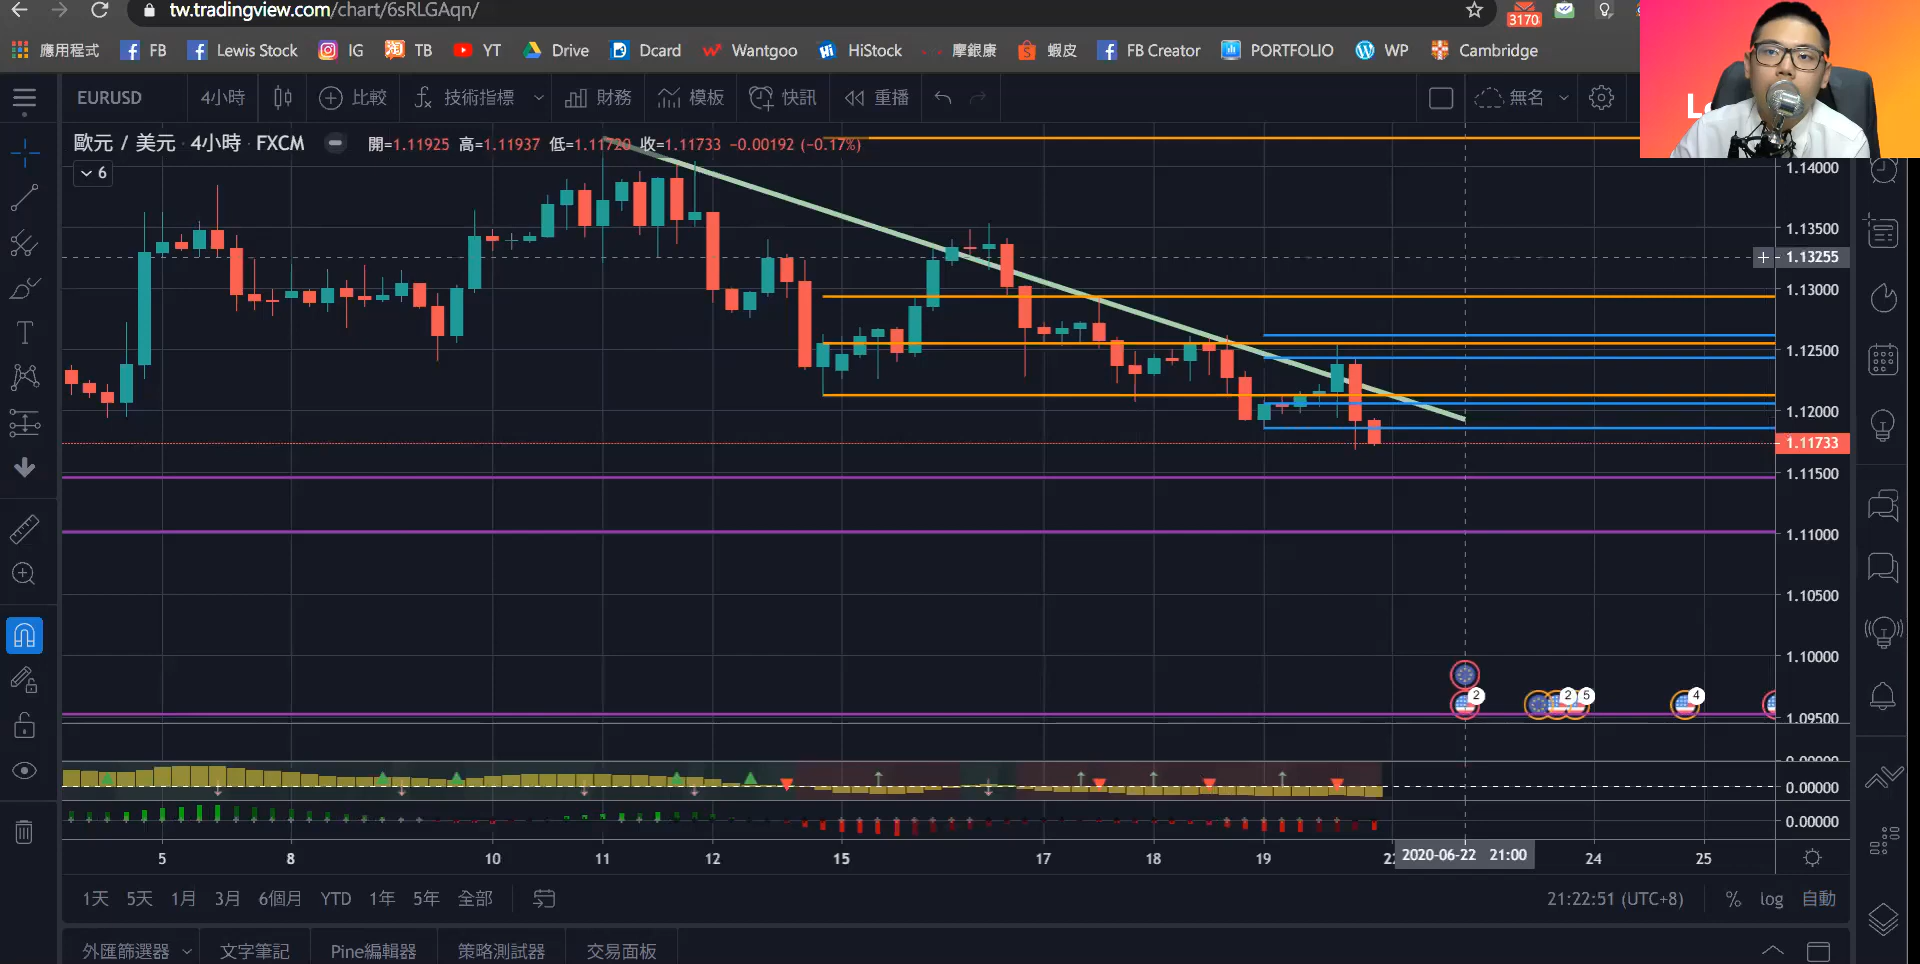 tw.tradingview.com/chart/6sRLGAqn/
3170
應用程式 FB Lewis Stock IG TB YT Drive Dcard Wantgoo HiStock 摩銀康 蝦皮 FB Creator PORTFOLIO WP Cambridge
EURUSD 4小時 比較 技術指標 財務 模板 快訊 重播 無名
歐元 / 美元 4小時 FXCM 開=1.11925 高=1.11937 低=1.11720 收=1.11733 −0.00192 (−0.17%)
6
1.14000
1.13500
1.13255
1.13000
1.12500
1.12000
1.11733
1.11500
1.11000
1.10500
1.10000
1.09500
2 2 5 4
0.00000
0.00000
0.00000
5 8 10 11 12 15 17 18 19 22 2020-06-22 21:00 24 25
1天 5天 1月 3月 6個月 YTD 1年 5年 全部 21:22:51 (UTC+8) % log 自動
外匯篩選器 文字筆記 Pine編輯器 策略測試器 交易面板